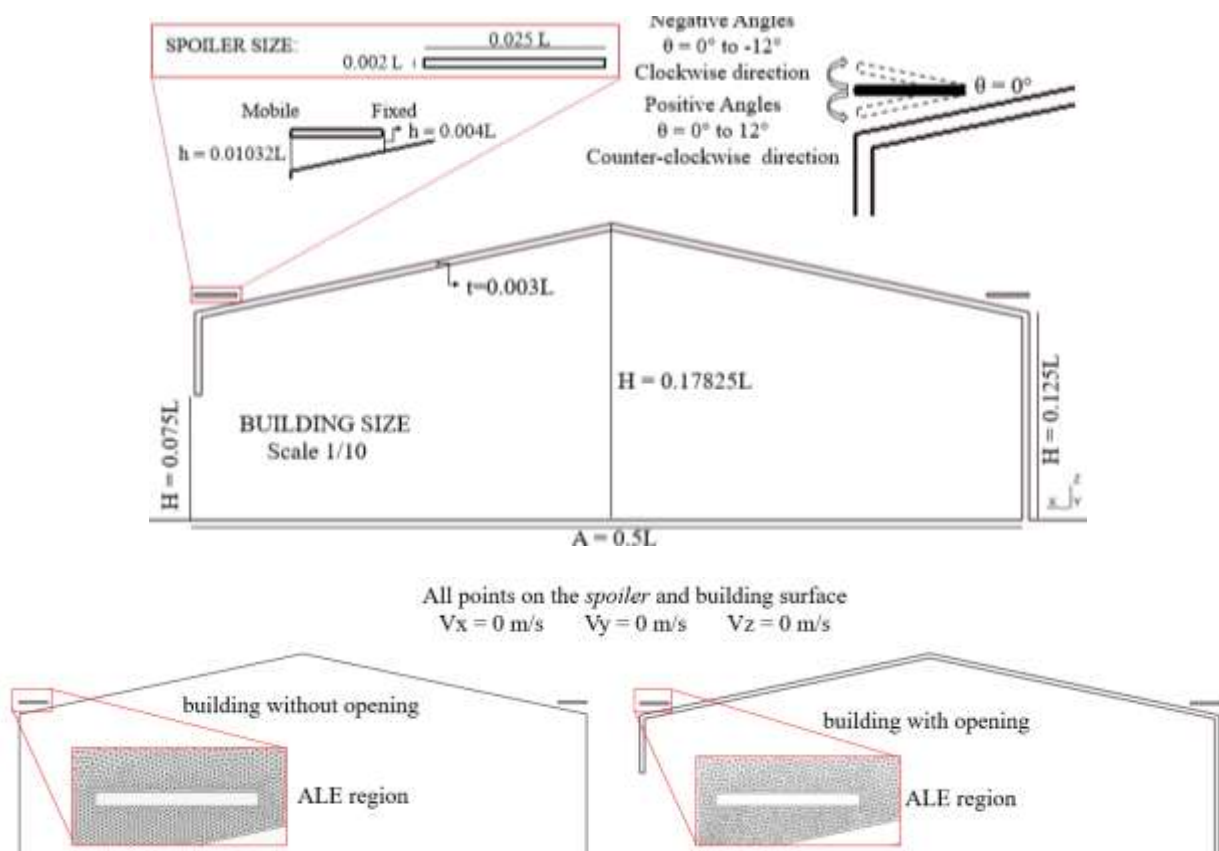 SPOILER SIZE:
0.025 L
0.002 L
Mobile
Fixed
h = 0.004L
h = 0.01032L
Negative Angles
θ = 0° to -12°
Clockwise direction
θ = 0°
Positive Angles
θ = 0° to 12°
Counter-clockwise direction
t=0.003L
H = 0.17825L
H = 0.075L
BUILDING SIZE
Scale 1/10
H = 0.125L
Z
X Y
A = 0.5L
All points on the spoiler and building surface
Vx = 0 m/s Vy = 0 m/s Vz = 0 m/s
building without opening
ALE region
building with opening
ALE region